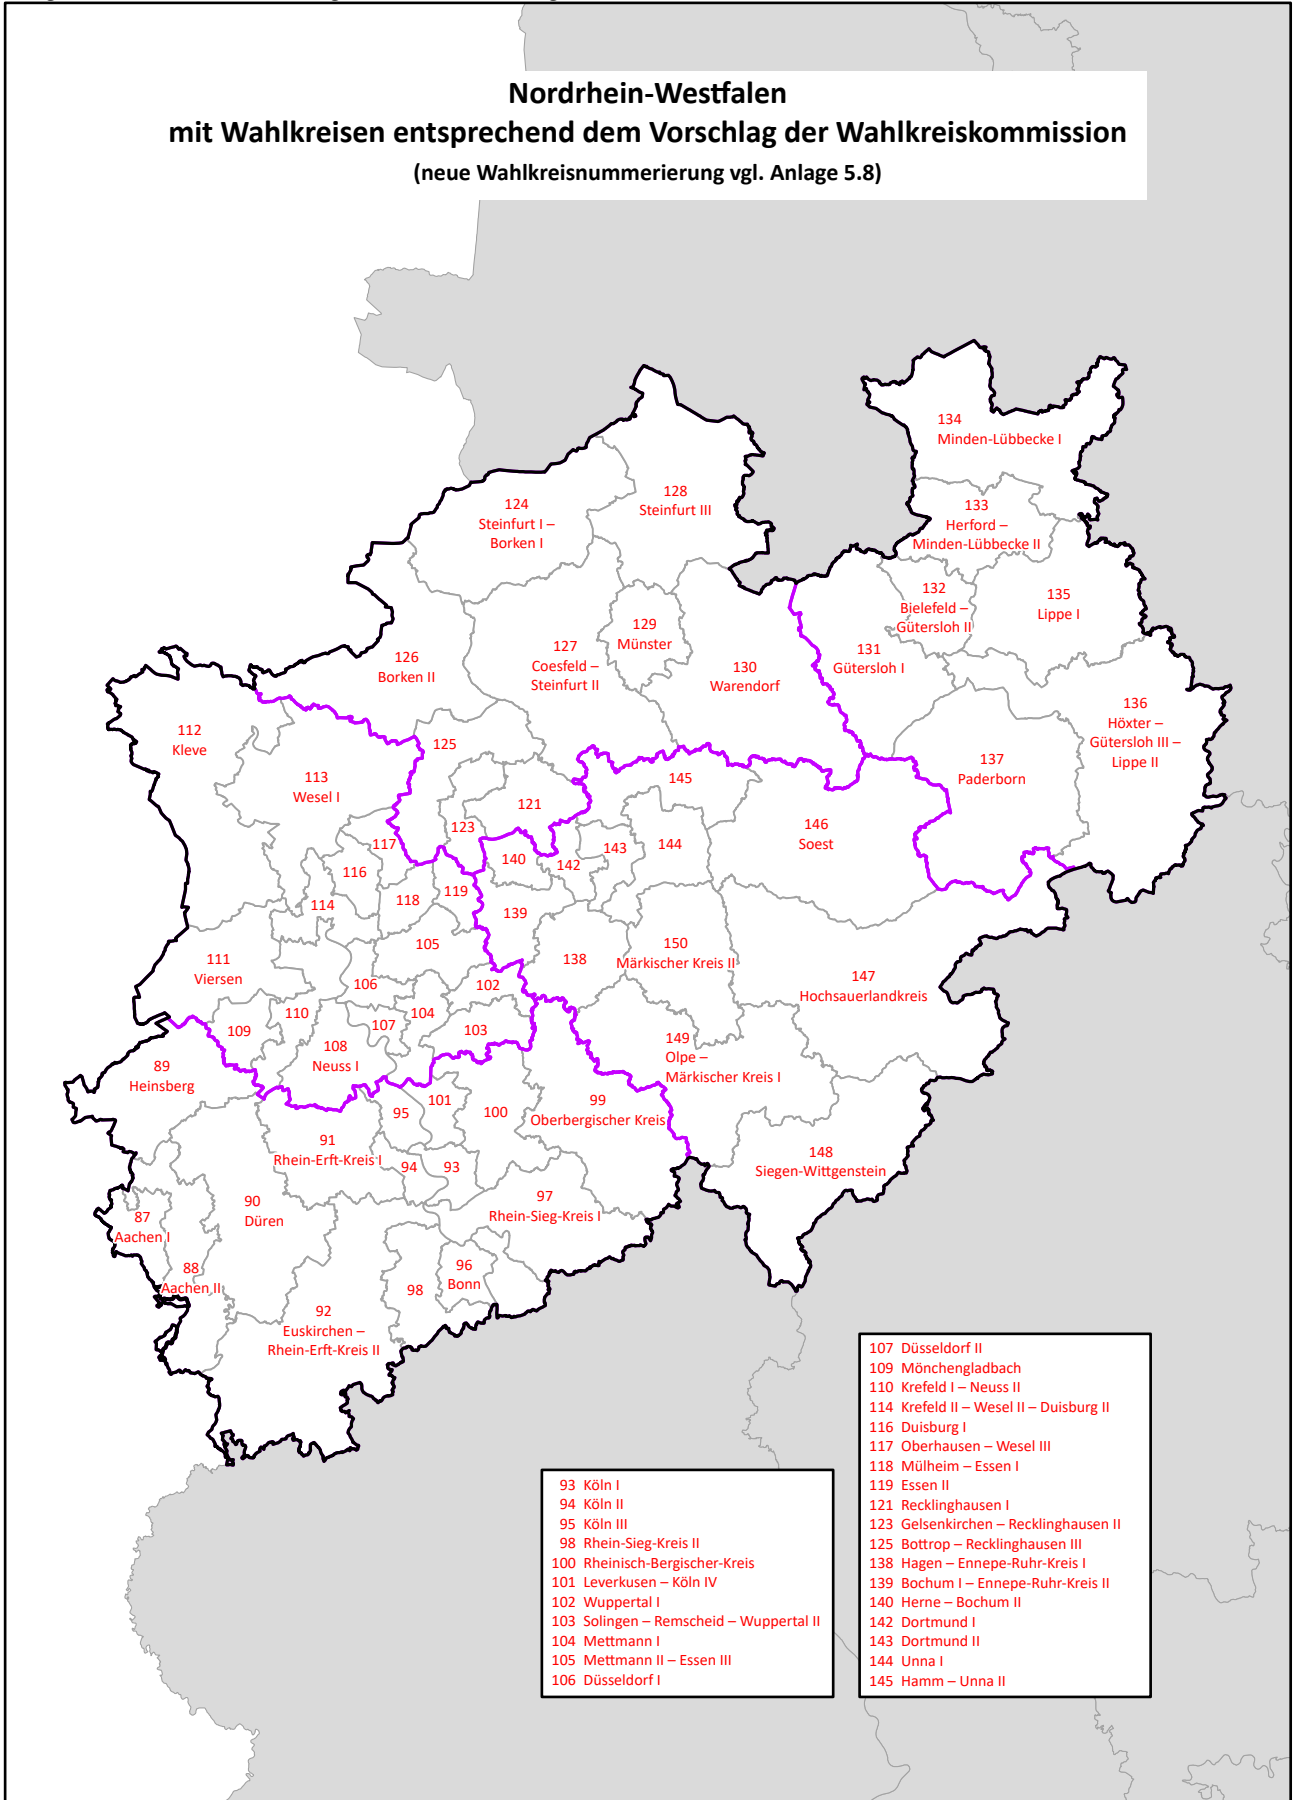 Nordrhein-Westfalen
mit Wahlkreisen entsprechend dem Vorschlag der Wahlkreiskommission
(neue Wahlkreisnummerierung vgl. Anlage 5.8)
134
Minden-Lübbecke I
128
Steinfurt III
124
Steinfurt I –
Borken I
133
Herford –
Minden-Lübbecke II
132
Bielefeld –
Gütersloh II
135
Lippe I
129
Münster
127
Coesfeld –
Steinfurt II
131
Gütersloh I
126
Borken II
130
Warendorf
136
Höxter –
Gütersloh III –
Lippe II
112
Kleve
125
137
Paderborn
113
Wesel I
145
121
146
Soest
123
117
143
144
140
142
116
119
118
114
139
105
150
Märkischer Kreis II
111
Viersen
138
147
Hochsauerlandkreis
106
102
110
104
109
107
103
108
Neuss I
149
Olpe –
Märkischer Kreis I
89
Heinsberg
101
99
Oberbergischer Kreis
95
100
91
Rhein-Erft-Kreis I
94
93
148
Siegen-Wittgenstein
97
Rhein-Sieg-Kreis I
90
Düren
87
Aachen I
88
Aachen II
96
Bonn
98
92
Euskirchen –
Rhein-Erft-Kreis II
93 Köln I
94 Köln II
95 Köln III
98 Rhein-Sieg-Kreis II
100 Rheinisch-Bergischer-Kreis
101 Leverkusen – Köln IV
102 Wuppertal I
103 Solingen – Remscheid – Wuppertal II
104 Mettmann I
105 Mettmann II – Essen III
106 Düsseldorf I
107 Düsseldorf II
109 Mönchengladbach
110 Krefeld I – Neuss II
114 Krefeld II – Wesel II – Duisburg II
116 Duisburg I
117 Oberhausen – Wesel III
118 Mülheim – Essen I
119 Essen II
121 Recklinghausen I
123 Gelsenkirchen – Recklinghausen II
125 Bottrop – Recklinghausen III
138 Hagen – Ennepe-Ruhr-Kreis I
139 Bochum I – Ennepe-Ruhr-Kreis II
140 Herne – Bochum II
142 Dortmund I
143 Dortmund II
144 Unna I
145 Hamm – Unna II